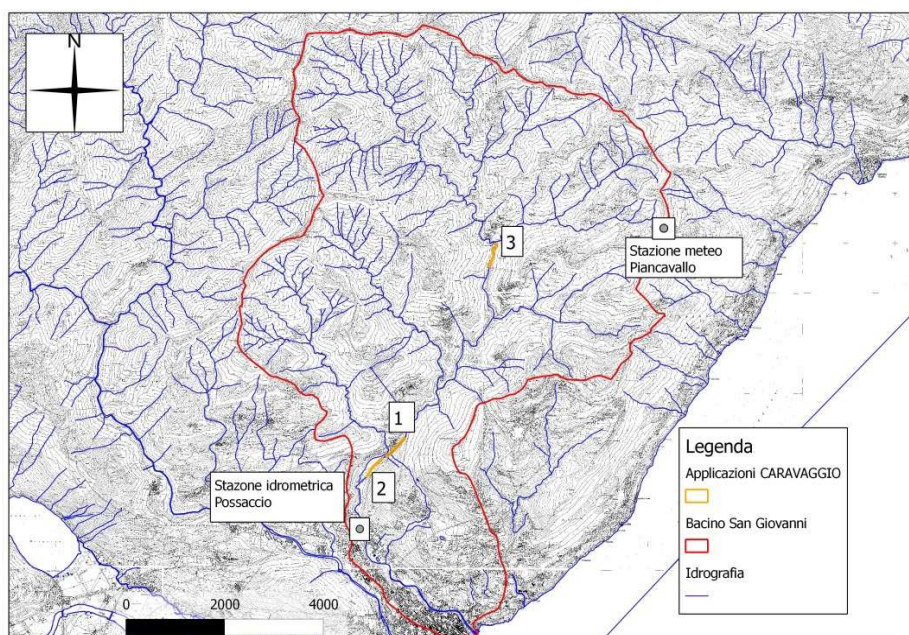 N
3
Stazione meteo
Piancavallo
1
2
Stazone idrometrica
Possaccio
0
2000
4000
Legenda
Applicazioni CARAVAGGIO
Bacino San Giovanni
Idrografia